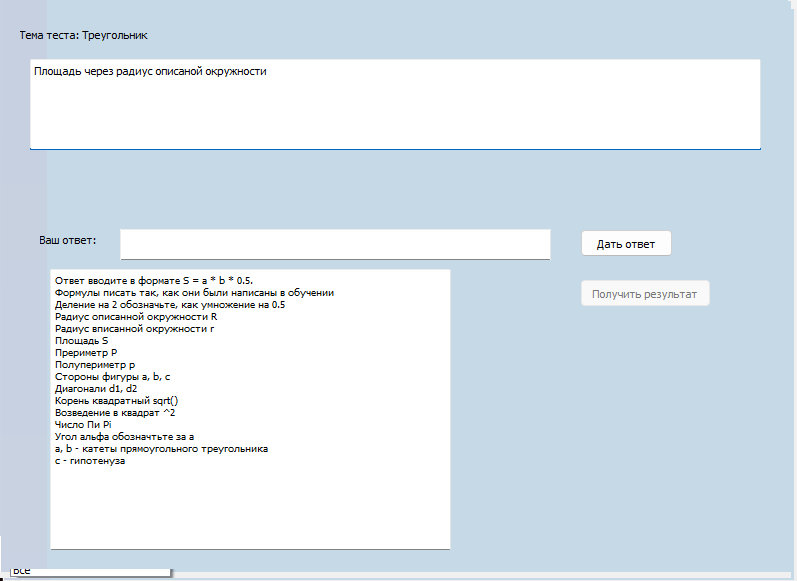 Тема теста: Треугольник
Площадь через радиус описаной окружности
Ваш ответ:
Дать ответ
Ответ вводите в формате S = a * b * 0.5.
Формулы писать так, как они были написаны в обучении
Деление на 2 обозначьте, как умножение на 0.5
Радиус описанной окружности R
Радиус вписанной окружности r
Площадь S
Прериметр P
Полупериметр p
Стороны фигуры a, b, c
Диагонали d1, d2
Корень квадратный sqrt()
Возведение в квадрат ^2
Число Пи Pi
Угол альфа обозначтьте за a
a, b - катеты прямоугольного треугольника
c - гипотенуза
Получить результат
Все